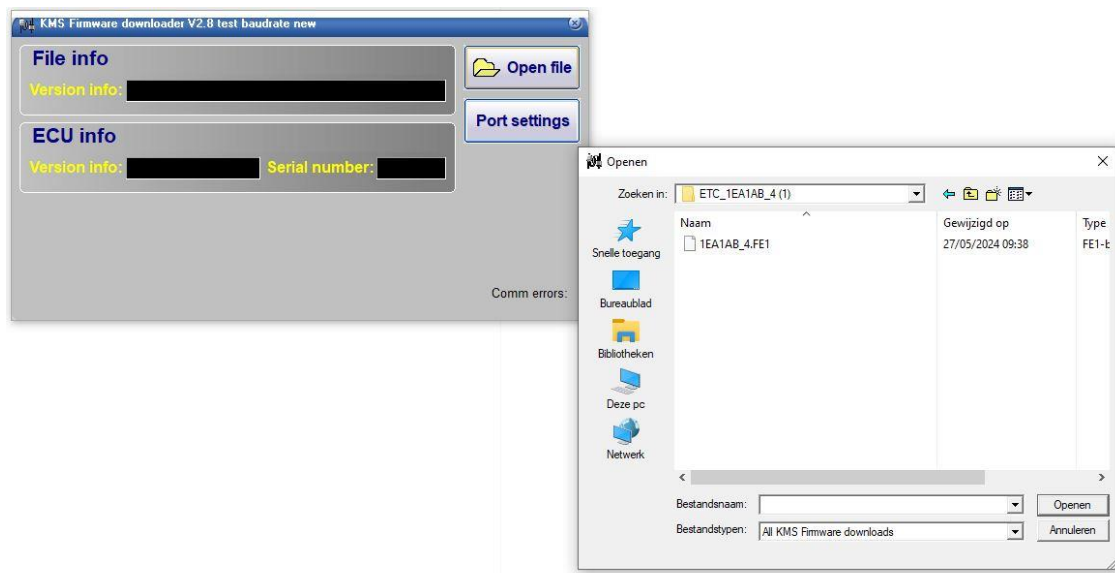 KMS Firmware downloader V2.8 test baudrate new
File info
Version info:
Open file
Port settings
ECU info
Version info:
Serial number:
Comm errors:
Openen
Zoeken in:
ETC_1EA1AB_4 (1)
Naam
Gewijzigd op
Type
1EA1AB_4.FE1
27/05/2024 09:38
FE1-b
Snelle toegang
Bureaublad
Bibliotheken
Deze pc
Netwerk
Bestandsnaam:
Openen
Bestandstypen:
All KMS Firmware downloads
Annuleren